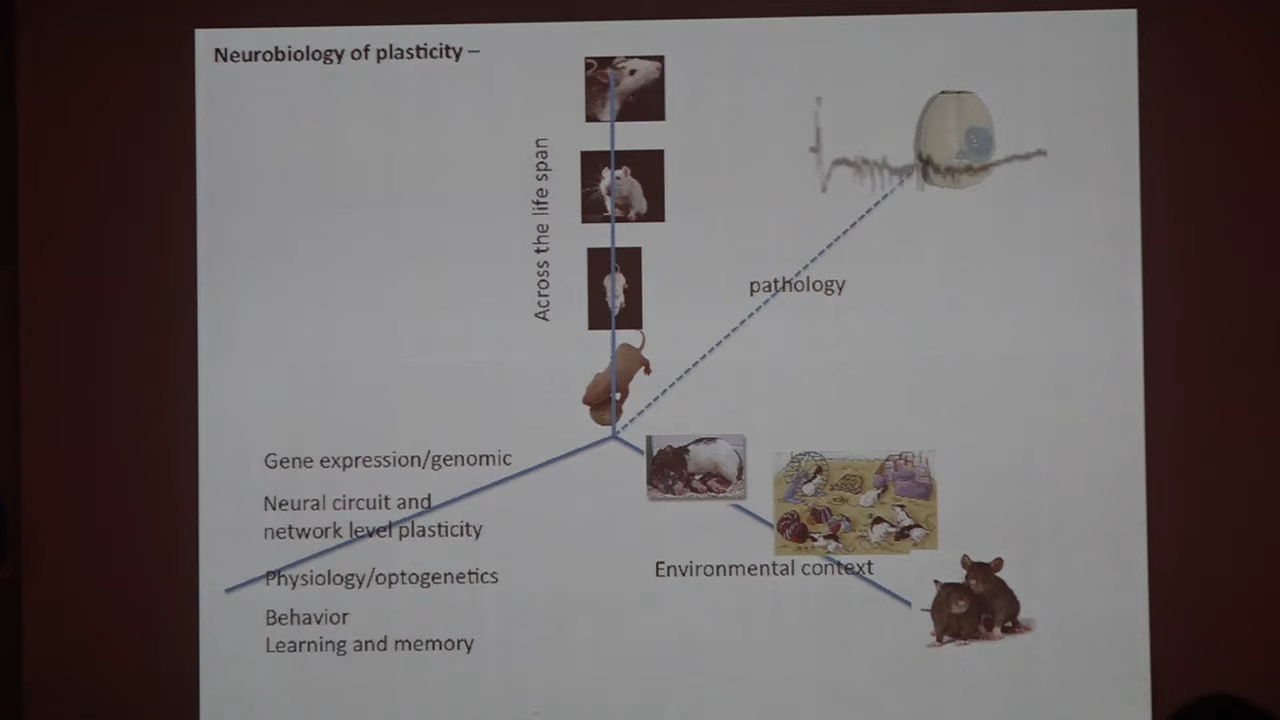 Neurobiology of plasticity –
Across the life span
pathology
Gene expression/genomic
Neural circuit and
network level plasticity
Physiology/optogenetics
Behavior
Learning and memory
Environmental context